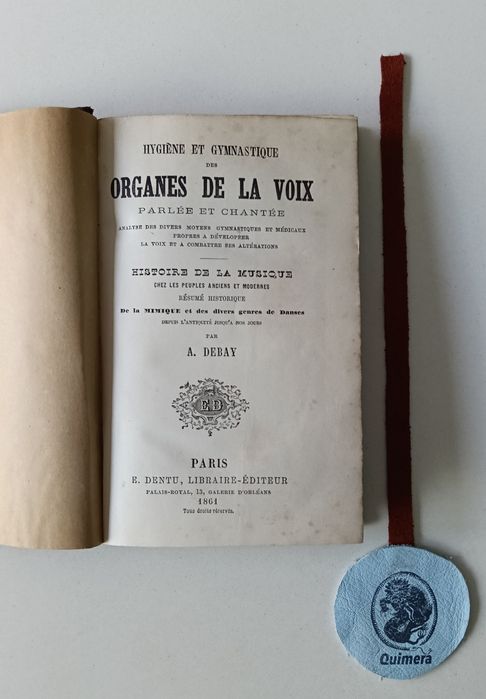 HYGIÈNE ET GYMNASTIQUE
DES
ORGANES DE LA VOIX
PARLÉE ET CHANTÉE
ANALYSE DES DIVERS MOYENS GYMNASTIQUES ET MÉDICAUX
PROPRES A DÉVELOPPER
LA VOIX ET A COMBATTRE SES ALTÉRATIONS
HISTOIRE DE LA MUSIQUE
CHEZ LES PEUPLES ANCIENS ET MODERNES
RÉSUMÉ HISTORIQUE
De la MIMIQUE et des divers genres de Danses
DEPUIS L'ANTIQUITÉ JUSQU'A NOS JOURS
PAR
A. DEBAY
ED
PARIS
E. DENTU, LIBRAIRE-ÉDITEUR
PALAIS-ROYAL, 13, GALERIE D'ORLÉANS
1861
Tous droits réservés.
Quimera